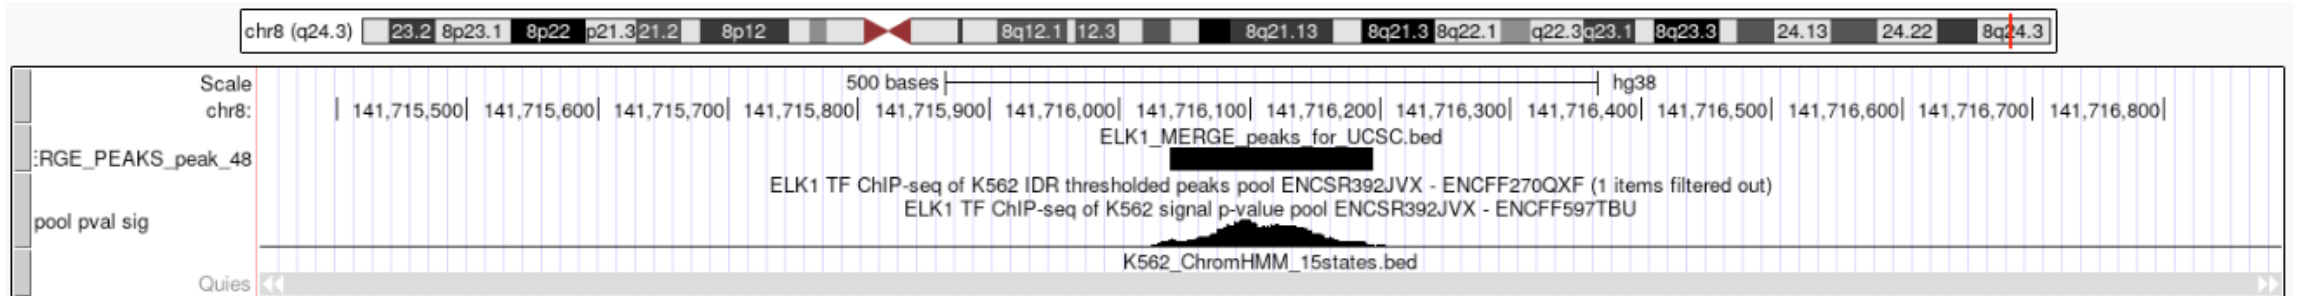 chr8 (q24.3) 23.2 8p23.1 8p22 p21.3 21.2 8p12 8q12.1 12.3 8q21.13 8q21.3 8q22.1 q22.3 q23.1 8q23.3 24.13 24.22 8q24.3
Scale 500 bases hg38
chr8: 141,715,500 141,715,600 141,715,700 141,715,800 141,715,900 141,716,000 141,716,100 141,716,200 141,716,300 141,716,400 141,716,500 141,716,600 141,716,700 141,716,800
ELK1_MERGE_peaks_for_UCSC.bed
ERGE_PEAKS_peak_48
ELK1 TF ChIP-seq of K562 IDR thresholded peaks pool ENCSR392JVX - ENCFF270QXF (1 items filtered out)
ELK1 TF ChIP-seq of K562 signal p-value pool ENCSR392JVX - ENCFF597TBU
pool pval sig
K562_ChromHMM_15states.bed
Quies